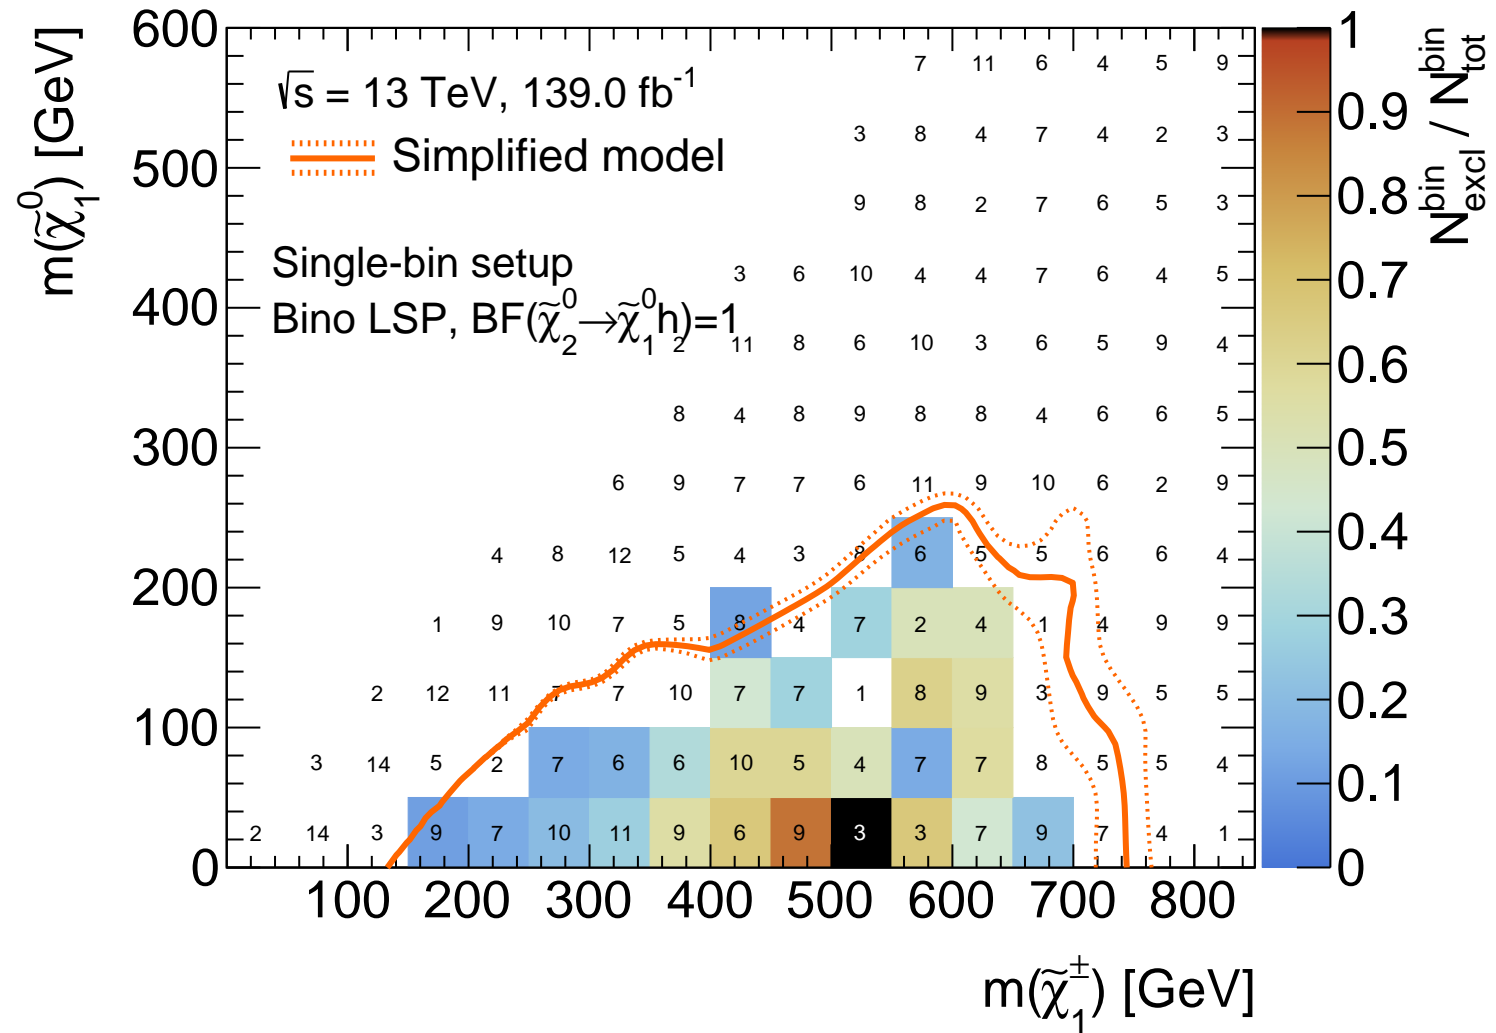 600
500
400
300
200
100
0
m(χ̃₁⁰) [GeV]
√s = 13 TeV, 139.0 fb⁻¹
Simplified model
Single-bin setup
Bino LSP, BF(χ̃₂⁰→χ̃₁⁰h)=1
7 11 6 4 5 9
3 8 4 7 4 2 3
9 8 2 7 6 5 3
3 6 10 4 4 7 6 4 5
2 11 8 6 10 3 6 5 9 4
8 4 8 9 8 8 4 6 6 5
6 9 7 7 6 11 9 10 6 2 9
4 8 12 5 4 3 8 6 5 5 6 6 4
1 9 10 7 5 8 4 7 2 4 1 4 9 9
2 12 11 7 7 10 7 7 1 8 9 3 9 5 5
3 14 5 2 7 6 6 10 5 4 7 7 8 5 5 4
2 14 3 9 7 10 11 9 6 9 3 3 7 9 7 4 1
100 200 300 400 500 600 700 800
m(χ̃₁±) [GeV]
1
0.9
0.8
0.7
0.6
0.5
0.4
0.3
0.2
0.1
0
N^bin_excl / N^bin_tot